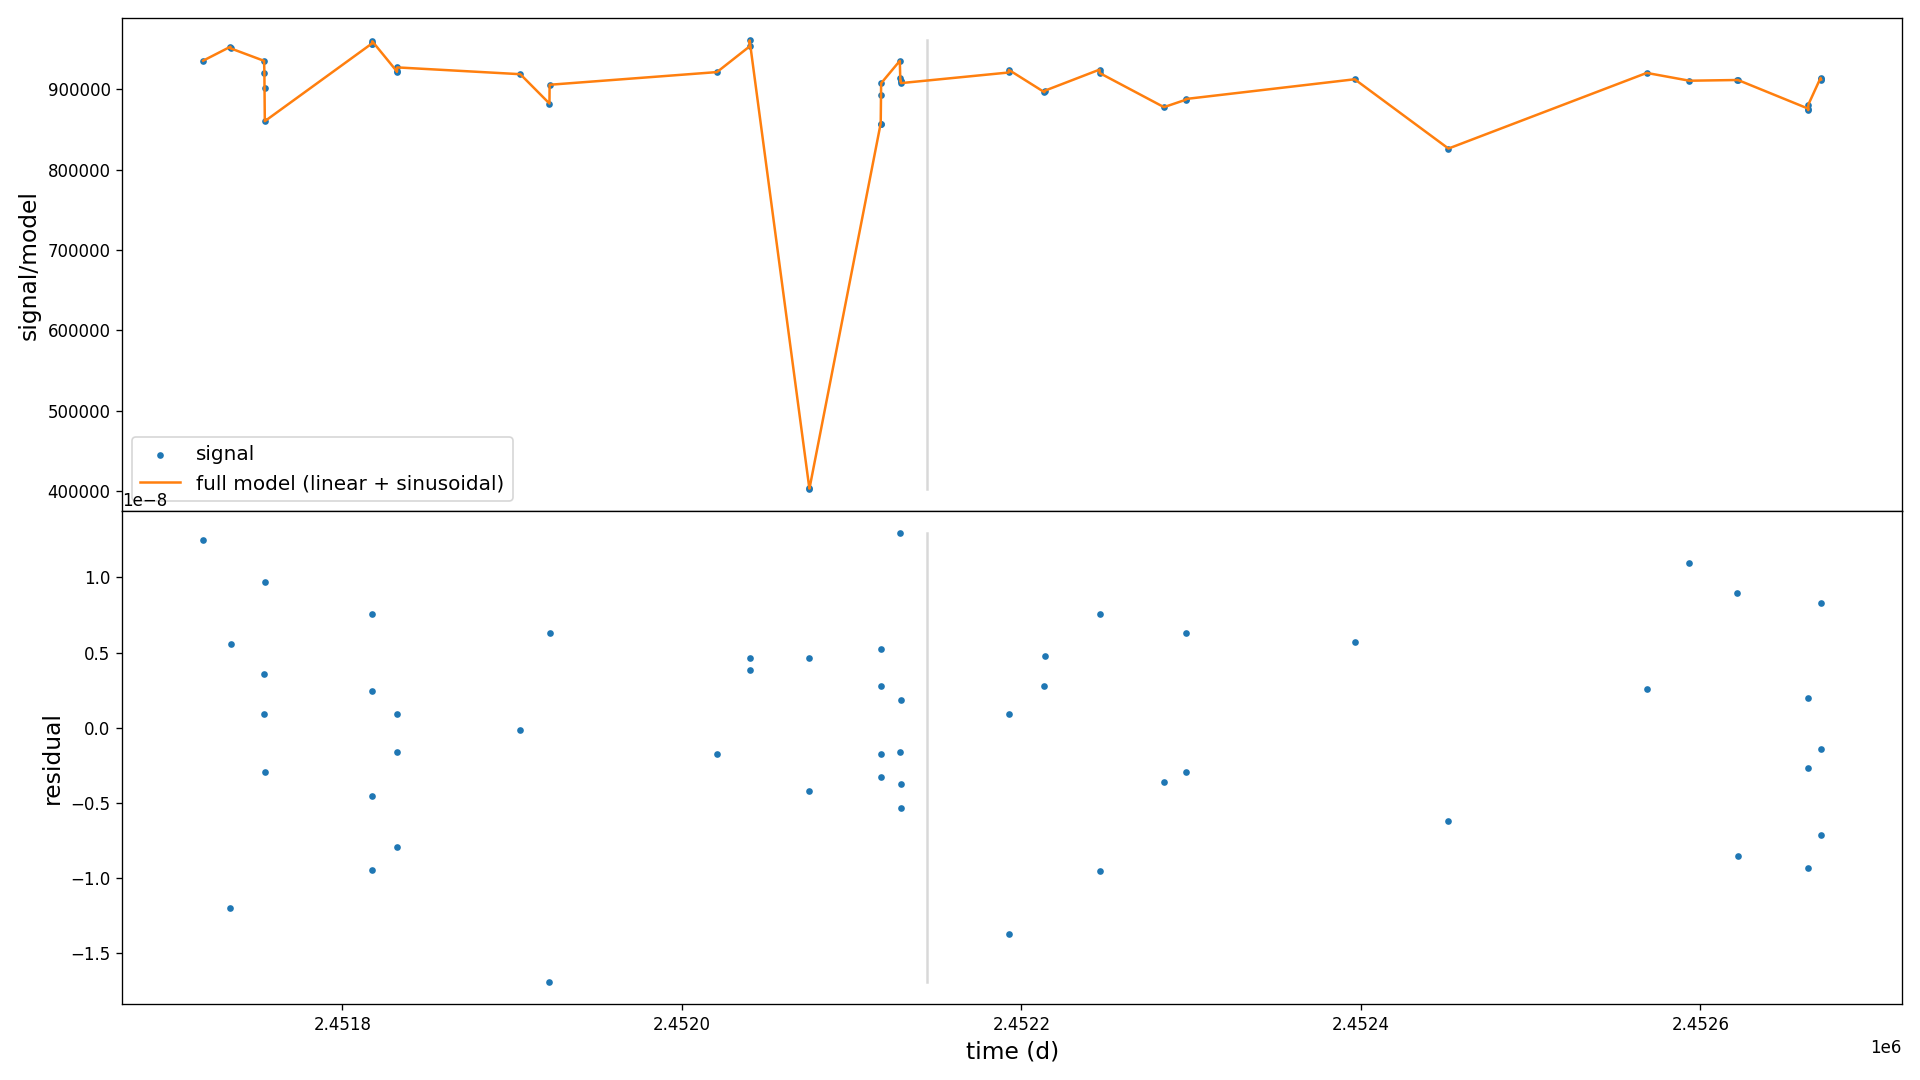 900000
800000
700000
600000
500000
400000
signal/model
signal
full model (linear + sinusoidal)
1e−8
1.0
0.5
0.0
−0.5
−1.0
−1.5
residual
2.4518
2.4520
2.4522
2.4524
2.4526
time (d)
1e6